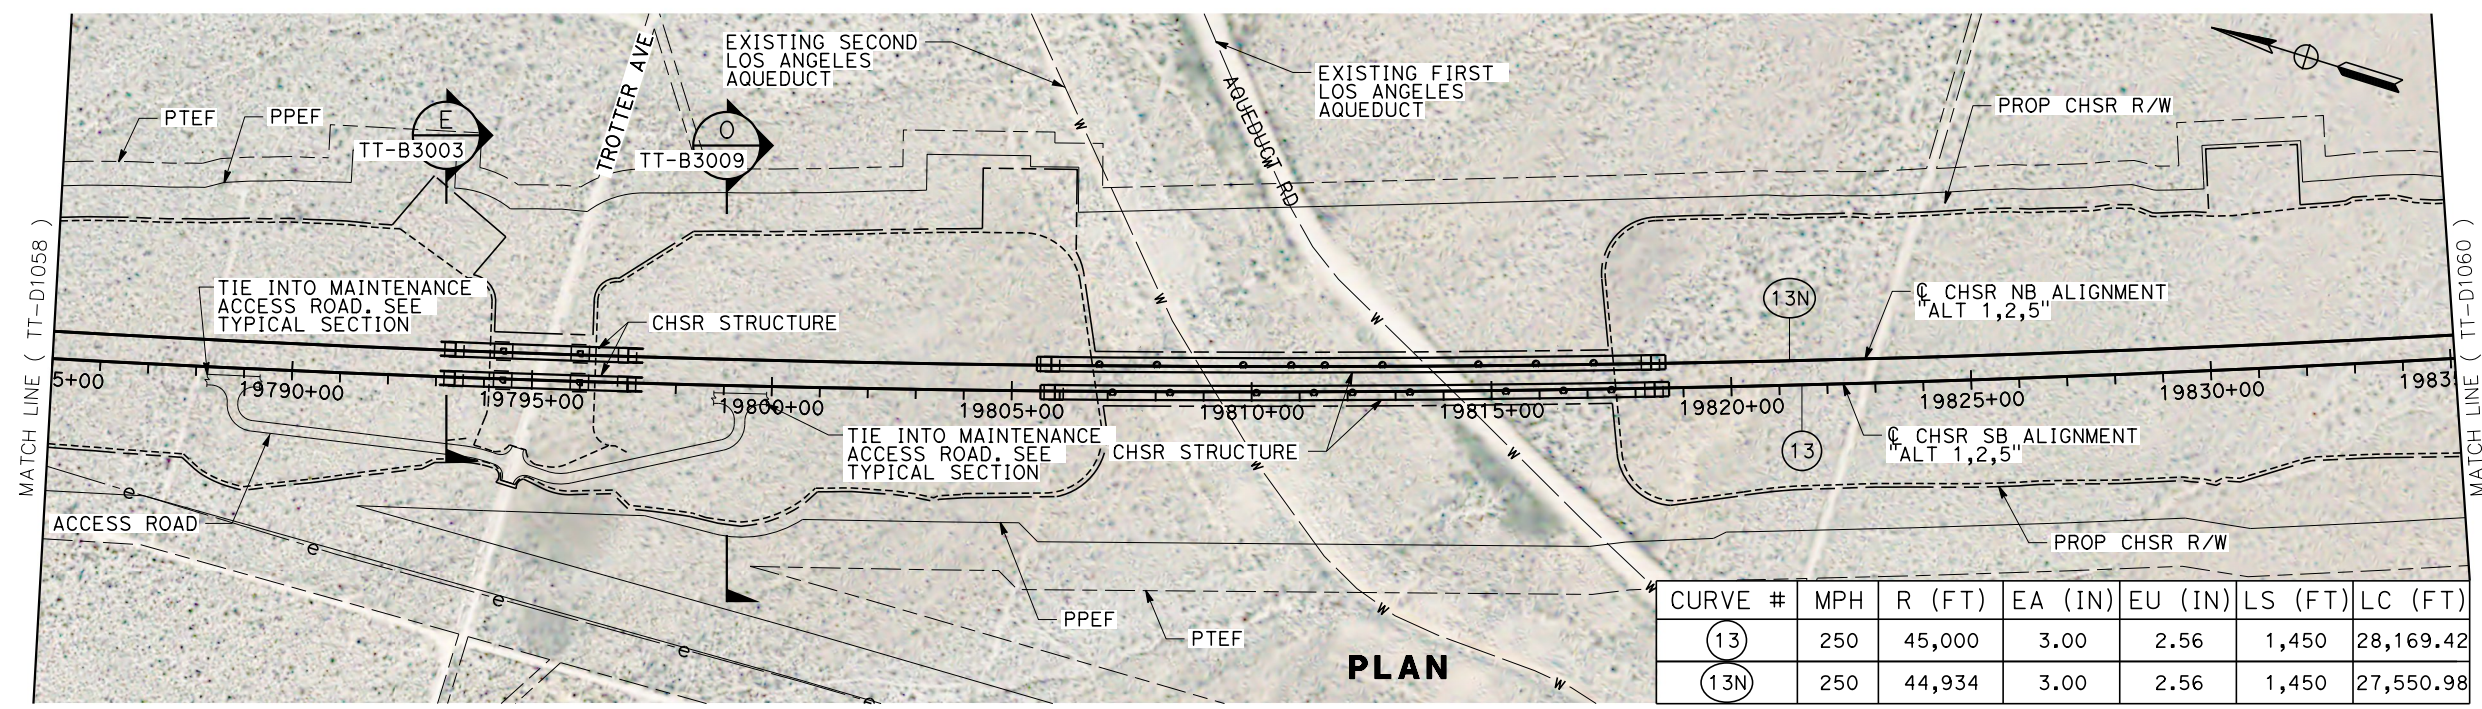 EXISTING SECOND
LOS ANGELES
AQUEDUCT
EXISTING FIRST
LOS ANGELES
AQUEDUCT
TROTTER AVE
AQUEDUCT RD
PTEF
PPEF
E
TT-B3003
O
TT-B3009
PROP CHSR R/W
MATCH LINE ( TT-D1058 )
MATCH LINE ( TT-D1060 )
TIE INTO MAINTENANCE
ACCESS ROAD. SEE
TYPICAL SECTION
CHSR STRUCTURE
13N
℄ CHSR NB ALIGNMENT
"ALT 1,2,5"
5+00
19790+00
19795+00
19800+00
19805+00
19810+00
19815+00
19820+00
19825+00
19830+00
1983
TIE INTO MAINTENANCE
ACCESS ROAD. SEE
TYPICAL SECTION
CHSR STRUCTURE
13
℄ CHSR SB ALIGNMENT
"ALT 1,2,5"
ACCESS ROAD
PROP CHSR R/W
PPEF
PTEF
w
w
w
w
w
w
w
w
w
e
e
e
e
e
PLAN
CURVE # MPH R (FT) EA (IN) EU (IN) LS (FT) LC (FT)
13 250 45,000 3.00 2.56 1,450 28,169.42
13N 250 44,934 3.00 2.56 1,450 27,550.98